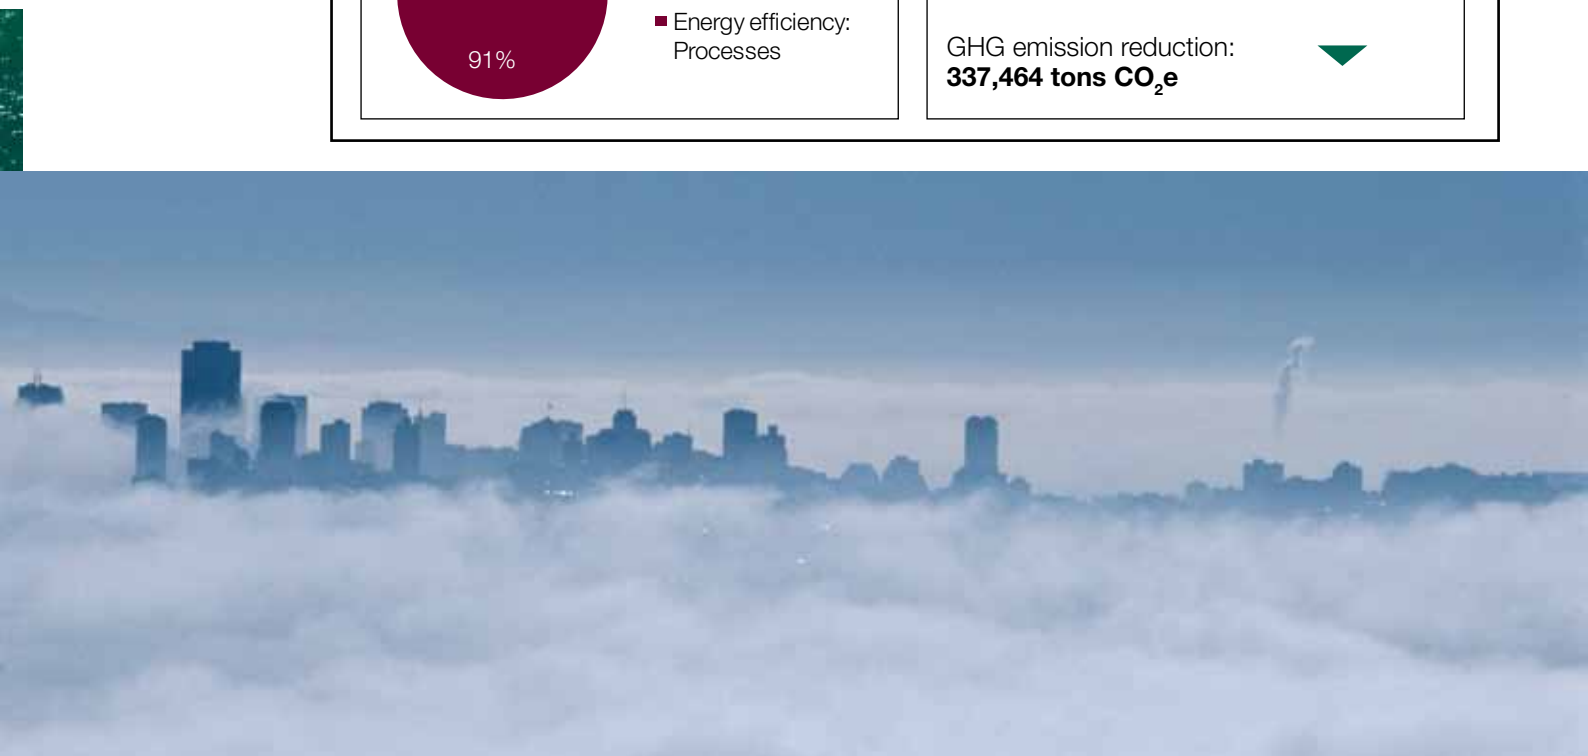 Energy efficiency:
Processes
91%
GHG emission reduction:
337,464 tons CO₂e